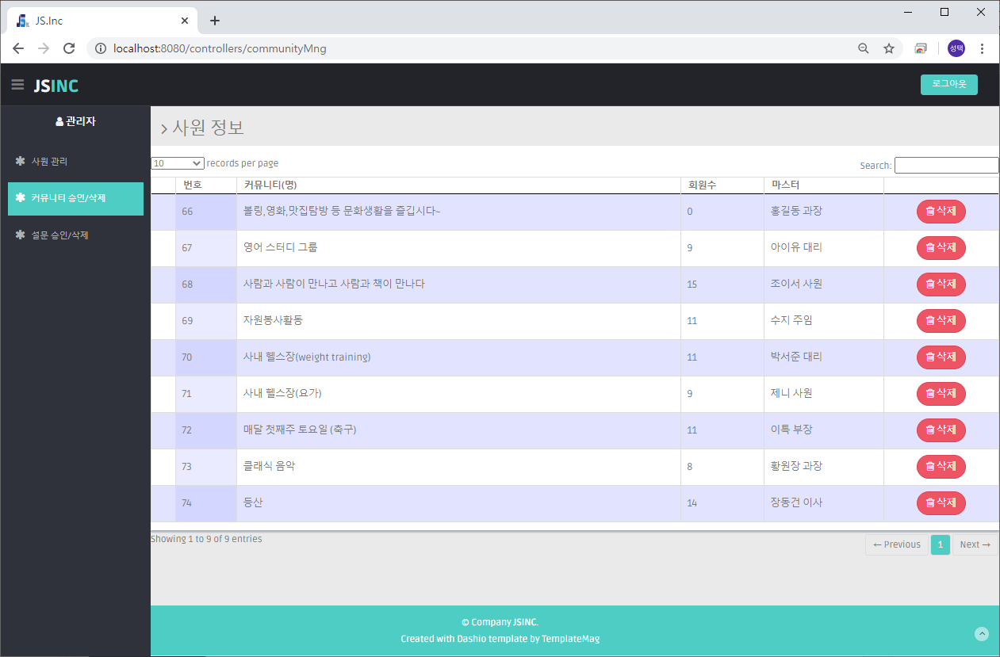 JS.Inc
localhost:8080/controllers/communityMng
성택
JSINC
로그아웃
관리자
사원 관리
커뮤니티 승인/삭제
설문 승인/삭제
사원 정보
10 records per page
Search:
번호 커뮤니티(명) 회원수 마스터
66 볼링,영화,맛집탐방 등 문화생활을 즐깁시다~ 0 홍길동 과장 삭제
67 영어 스터디 그룹 9 아이유 대리 삭제
68 사람과 사람이 만나고 사람과 책이 만나다 15 조이서 사원 삭제
69 자원봉사활동 11 수지 주임 삭제
70 사내 헬스장(weight training) 11 박서준 대리 삭제
71 사내 헬스장(요가) 9 제니 사원 삭제
72 매달 첫째주 토요일 (축구) 11 이특 부장 삭제
73 클래식 음악 8 황원장 과장 삭제
74 등산 14 장동건 이사 삭제
Showing 1 to 9 of 9 entries
← Previous 1 Next →
© Company JSINC.
Created with Dashio template by TemplateMag